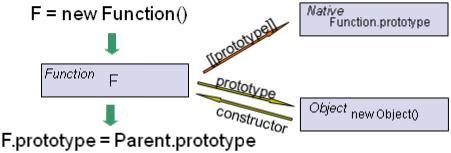 F = new Function()
Native
Function.prototype
[[prototype]]
Function
F
prototype
constructor
Object
new Object()
F.prototype = Parent.prototype